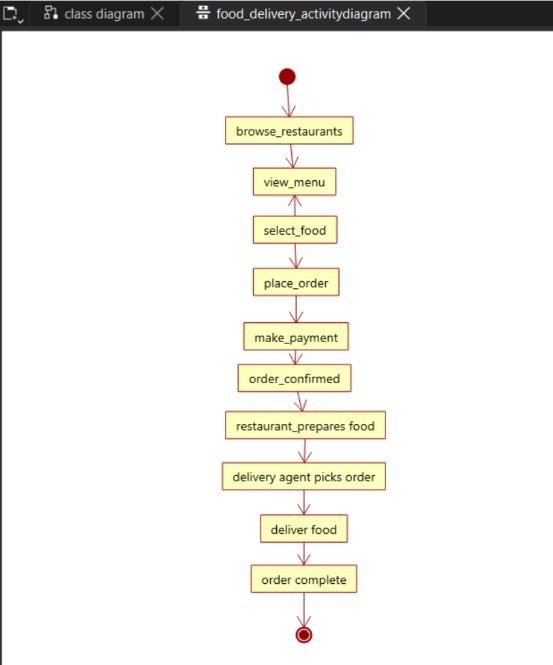 class diagram
food_delivery_activitydiagram
browse_restaurants
view_menu
select_food
place_order
make_payment
order_confirmed
restaurant_prepares food
delivery agent picks order
deliver food
order complete